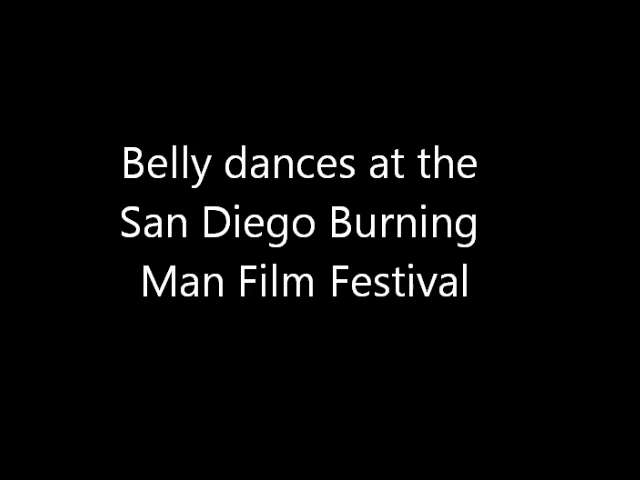 Belly dances at the
San Diego Burning
Man Film Festival